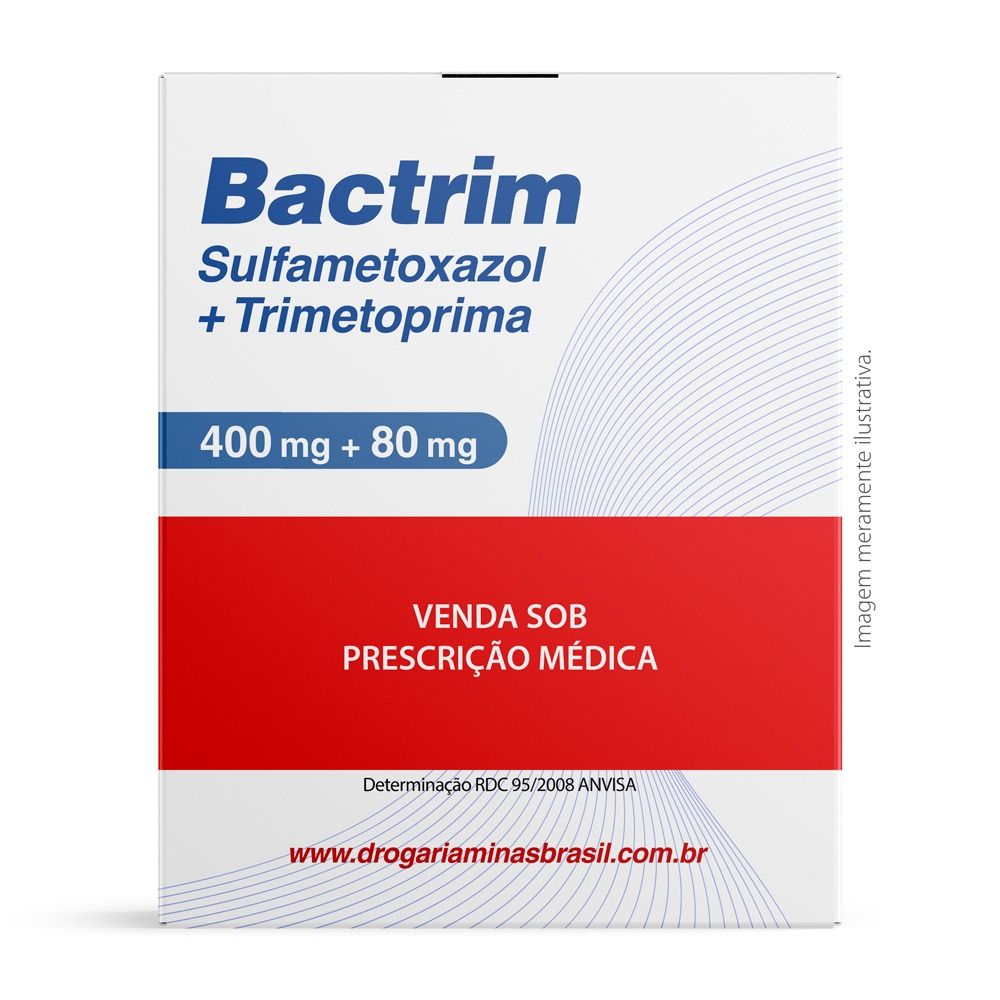 Bactrim
Sulfametoxazol
+ Trimetoprima
400 mg + 80 mg
VENDA SOB
PRESCRIÇÃO MÉDICA
Determinação RDC 95/2008 ANVISA
www.drogariaminasbrasil.com.br
Imagem meramente ilustrativa.